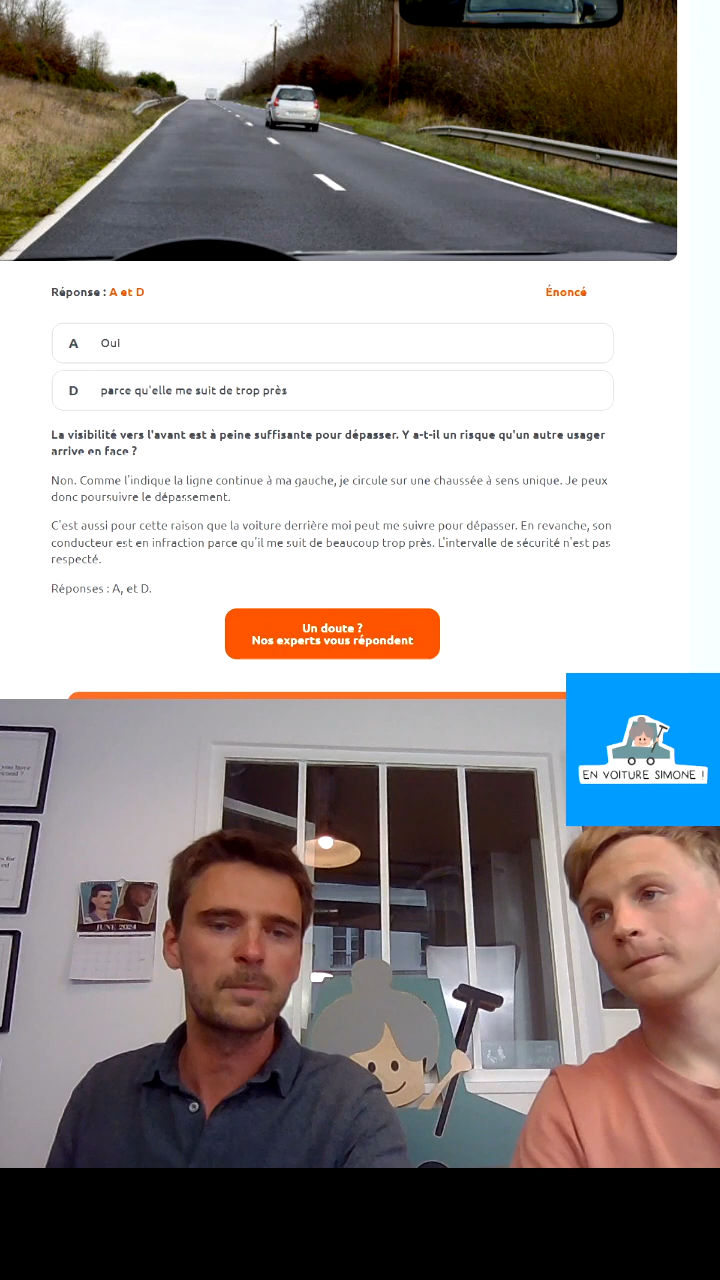 Réponse : A et D
Énoncé
A Oui
D parce qu'elle me suit de trop près
La visibilité vers l'avant est à peine suffisante pour dépasser. Y a-t-il un risque qu'un autre usager
arrive en face ?
Non. Comme l'indique la ligne continue à ma gauche, je circule sur une chaussée à sens unique. Je peux
donc poursuivre le dépassement.
C'est aussi pour cette raison que la voiture derrière moi peut me suivre pour dépasser. En revanche, son
conducteur est en infraction parce qu'il me suit de beaucoup trop près. L'intervalle de sécurité n'est pas
respecté.
Réponses : A, et D.
Un doute ?
Nos experts vous répondent
EN VOITURE SIMONE !
JUNE 2024